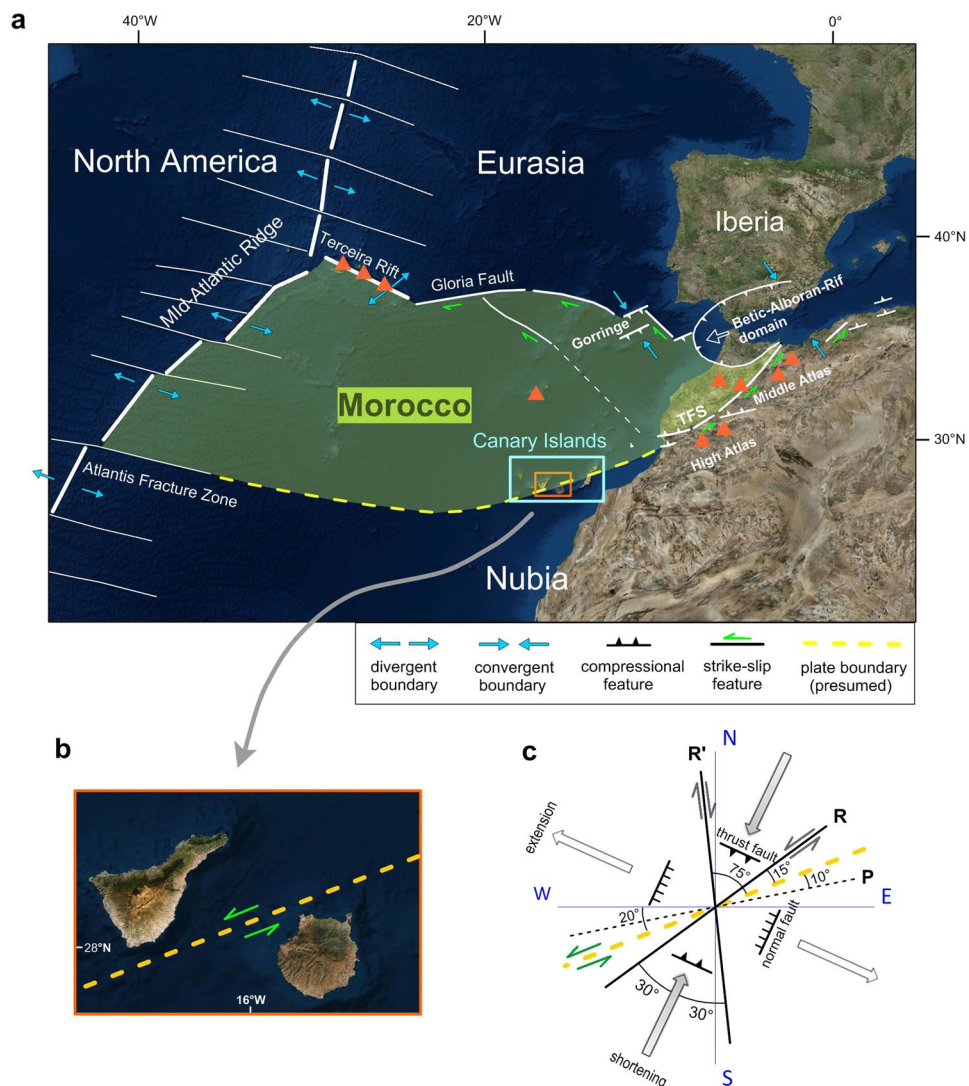 a
40°
20°
0°
North America
Eurasia
Iberia
40°N
Terceira Rift
Gloria Fault
MId-Atlantic Ridge
Gorringe
Betic-Alboran-Rif
domain
Morocco
TFS
Middle Atlas
High Atlas
Canary Islands
30°N
Atlantis Fracture Zone
Nubia
divergent
boundary
convergent
boundary
compressional
feature
strike-slip
feature
plate boundary
(presumed)
b
28°N
16°W
c
N
R'
R
extension
thrust fault
75°
15°
10°
P
W
E
20°
normal fault
30°
30°
shortening
S